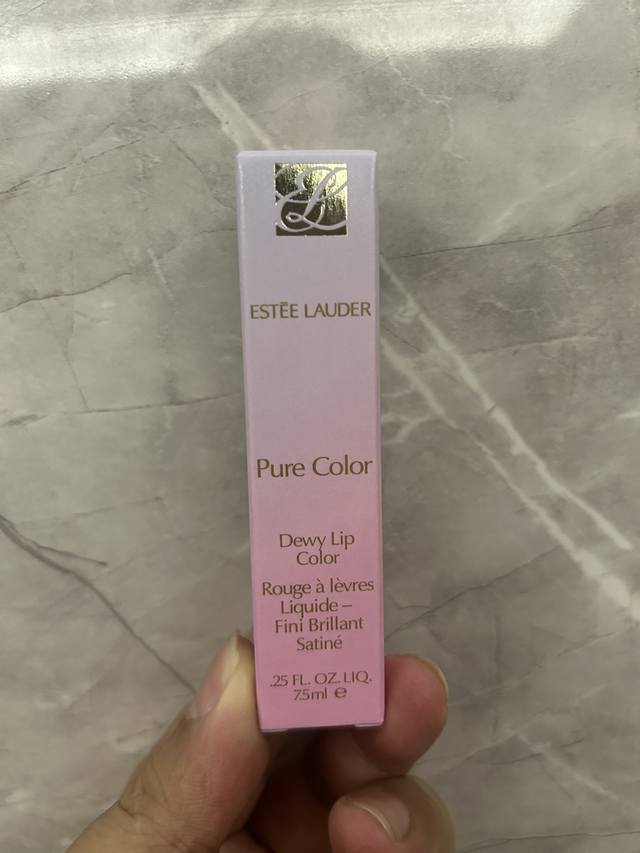 EL
ESTĒE LAUDER
Pure Color
Dewy Lip
Color
Rouge à lèvres
Liquide –
Fini Brillant
Satiné
.25 FL. OZ. LIQ.
7.5ml ℮